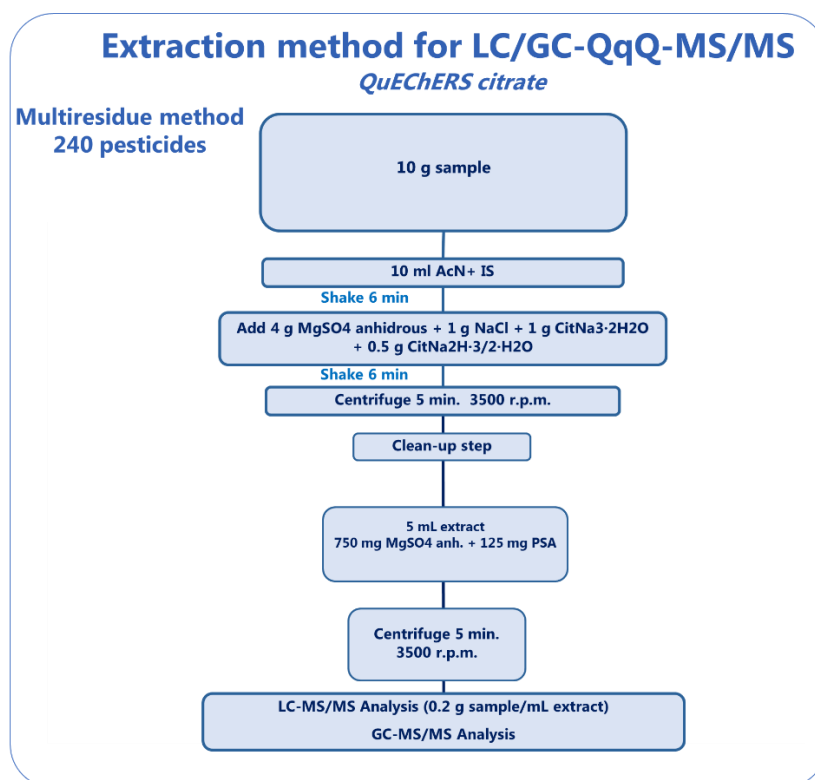 Extraction method for LC/GC-QqQ-MS/MS
QuEChERS citrate
Multiresidue method
240 pesticides
10 g sample
10 ml AcN+ IS
Shake 6 min
Add 4 g MgSO4 anhidrous + 1 g NaCl + 1 g CitNa3·2H2O
+ 0.5 g CitNa2H·3/2·H2O
Shake 6 min
Centrifuge 5 min. 3500 r.p.m.
Clean-up step
5 mL extract
750 mg MgSO4 anh. + 125 mg PSA
Centrifuge 5 min.
3500 r.p.m.
LC-MS/MS Analysis (0.2 g sample/mL extract)
GC-MS/MS Analysis